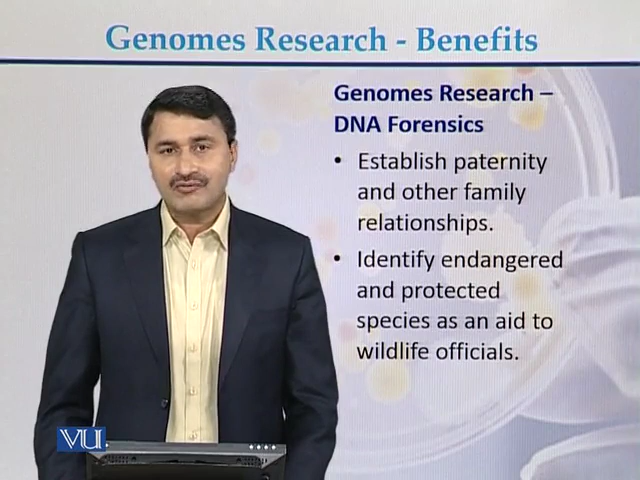 Genomes Research - Benefits
Genomes Research –
DNA Forensics
• Establish paternity
and other family
relationships.
• Identify endangered
and protected
species as an aid to
wildlife officials.
VU